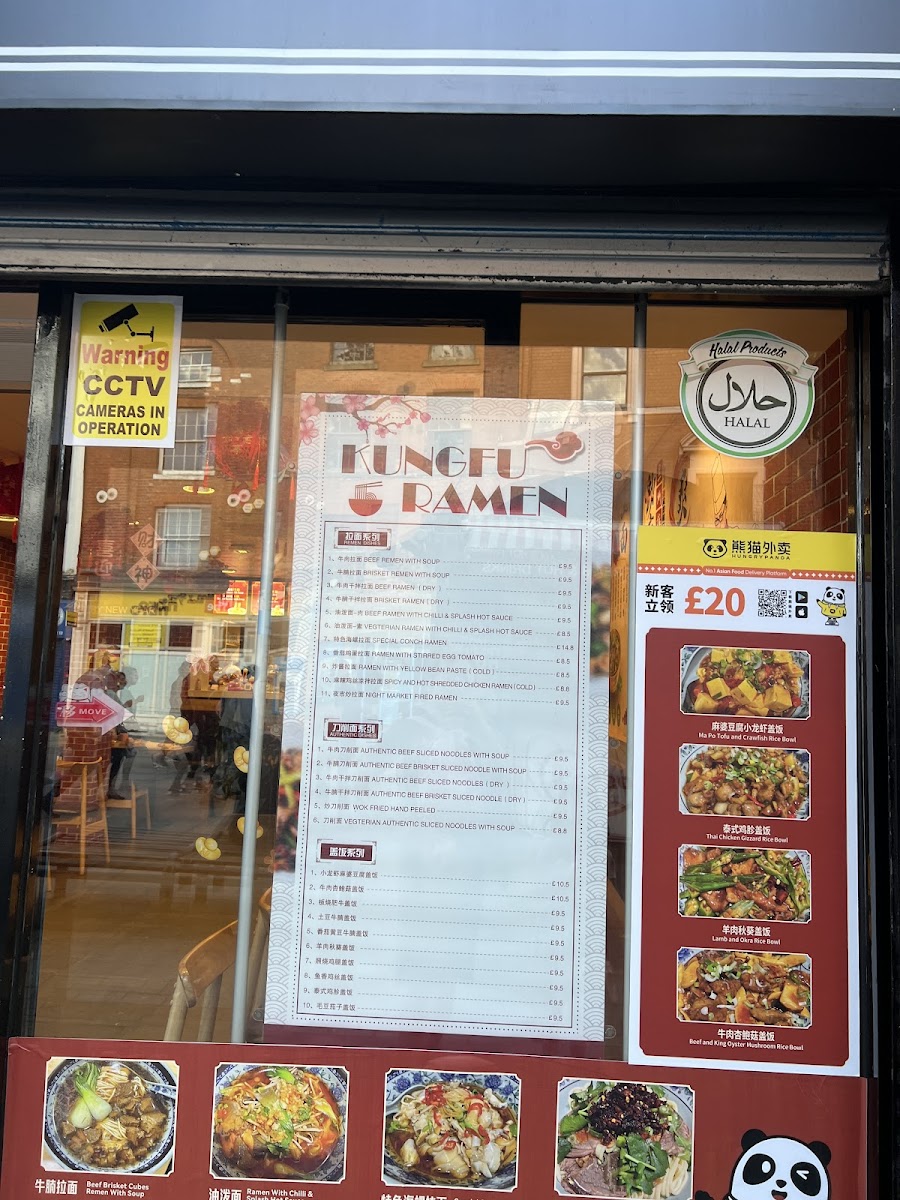 Warning
CCTV
CAMERAS IN
OPERATION
Halal Products
حلال
HALAL
KUNGFU
RAMEN
拉面系列
REMEN DISHES
1、牛肉拉面 BEEF REMEN WITH SOUP £9.5
2、牛腩拉面 BRISKET REMEN WITH SOUP £9.5
3、牛肉干拌拉面 BEEF RAMEN（DRY ） £9.5
4、牛腩干拌拉面 BRISKET RAMEN（DRY ） £9.5
5、油泼面-肉 BEEF RAMEN WITH CHILLI & SPLASH HOT SAUCE £9.5
6、油泼面-素 VEGTERIAN RAMEN WITH CHILLI & SPLASH HOT SAUCE £8.5
7、特色海螺拉面 SPECIAL CONCH RAMEN £14.8
8、番茄鸡蛋拉面 RAMEN WITH STIRRED EGG TOMATO £8.5
9、炸酱拉面 RAMEN WITH YELLOW BEAN PASTE（COLD） £8.5
10、麻辣鸡丝凉拌拉面 SPICY AND HOT SHREDDED CHICKEN RAMEN（COLD） £8.8
11、夜市炒拉面 NIGHT MARKET FIRED RAMEN £9.5
刀削面系列
AUTHENTIC DISHES
1、牛肉刀削面 AUTHENTIC BEEF SLICED NOODLES WITH SOUP £9.5
2、牛腩刀削面 AUTHENTIC BEEF BRISKET SLICED NOODLE WITH SOUP £9.5
3、牛肉干拌刀削面 AUTHENTIC BEEF SLICED NOODLES（DRY） £9.5
4、牛腩干拌刀削面 AUTHENTIC BEEF BRISKET SLICED NOODLE（DRY） £9.5
5、炒刀削面 WOK FRIED HAND PEELED £9.5
6、刀削面 VEGTERIAN AUTHENTIC SLICED NOODLES WITH SOUP £8.8
盖饭系列
1、小龙虾麻婆豆腐盖饭 £10.5
2、牛肉杏鲍菇盖饭 £10.5
3、板烧肥牛盖饭 £9.5
4、土豆牛腩盖饭 £9.5
5、番茄黄豆牛腩盖饭 £9.5
6、羊肉秋葵盖饭 £9.5
7、照烧鸡腿盖饭 £9.5
8、鱼香鸡丝盖饭 £9.5
9、泰式鸡胗盖饭 £9.5
10、毛豆茄子盖饭 £9.5
熊猫外卖
HUNGRYPANDA
No.1 Asian Food Delivery Platform
新客
立领
£20
麻婆豆腐小龙虾盖饭
Ma Po Tofu and Crawfish Rice Bowl
泰式鸡胗盖饭
Thai Chicken Gizzard Rice Bowl
羊肉秋葵盖饭
Lamb and Okra Rice Bowl
牛肉杏鲍菇盖饭
Beef and King Oyster Mushroom Rice Bowl
MOVE
牛腩拉面
Beef Brisket Cubes
Remen With Soup
油泼面
Ramen With Chilli &